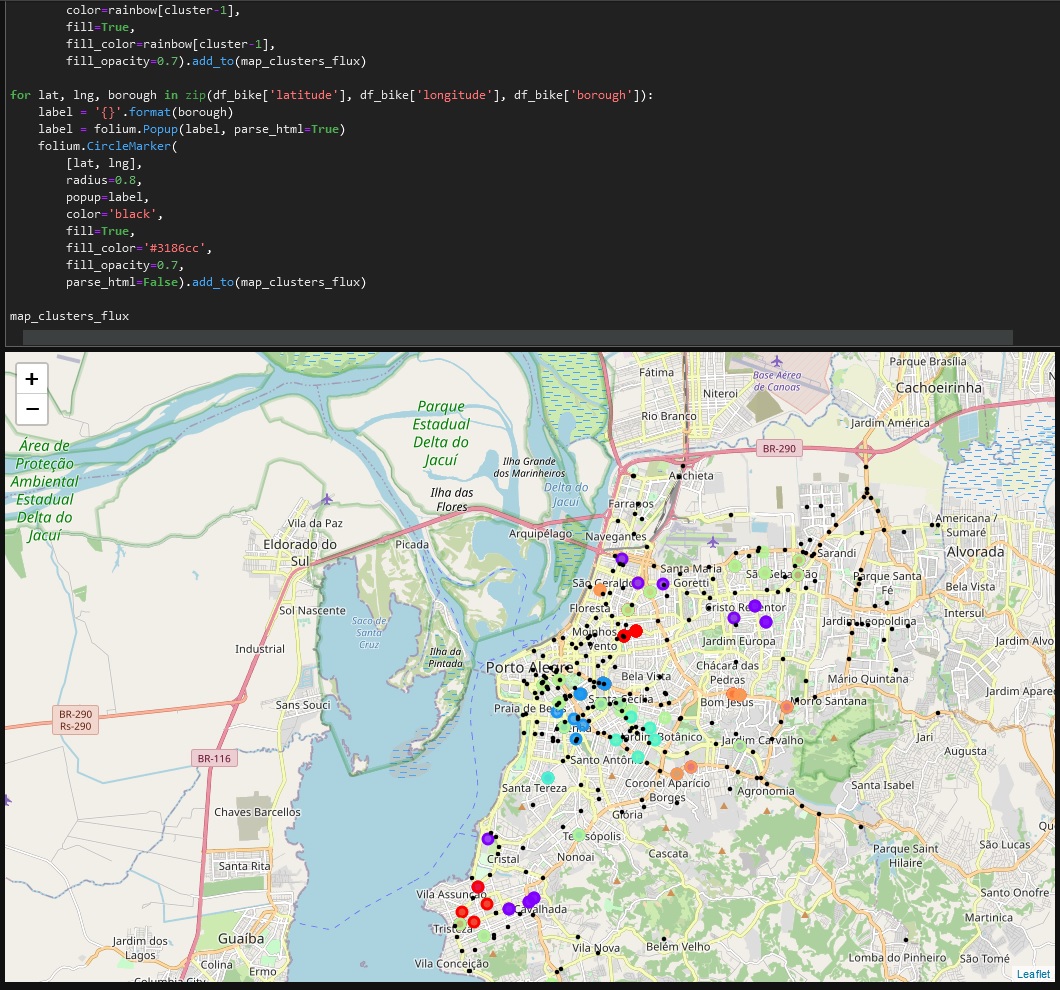 color=rainbow[cluster-1],
fill=True,
fill_color=rainbow[cluster-1],
fill_opacity=0.7).add_to(map_clusters_flux)
for lat, lng, borough in zip(df_bike['latitude'], df_bike['longitude'], df_bike['borough']):
label = '{}'.format(borough)
label = folium.Popup(label, parse_html=True)
folium.CircleMarker(
[lat, lng],
radius=0.8,
popup=label,
color='black',
fill=True,
fill_color='#3186cc',
fill_opacity=0.7,
parse_html=False).add_to(map_clusters_flux)
map_clusters_flux
+
−
Fátima
Parque Brasília
Base Aérea
de Canoas
Niteroi
Cachoeirinha
Rio Branco
Jardim América
Parque
Estadual
Delta do
Jacuí
BR-290
Área de
Proteção
Ambiental
Estadual
Delta do
Jacuí
Ilha Grande
dos Marinheiros
Delta do
Jacuí
Anchieta
Ilha das
Flores
Farrapos
Vila da Paz
Americana /
Sumaré
Arquipélago
Navegantes
Eldorado do
Sul
Picada
Sarandi
Alvorada
Santa Maria
Goretti
São Geraldo
São Sebastião
Parque Santa
Fé
Bela Vista
Sol Nascente
Floresta
Cristo Redentor
Intersul
Saco de
Santa
Cruz
Moinhos
Vento
Jardim Leopoldina
Jardim Europa
Jardim Alvo
Industrial
Ilha da
Pintada
Porto Alegre
Chácara das
Pedras
Bela Vista
Mário Quintana
Jardim Apare
Sans Souci
Santa Cecília
Bom Jesus
Morro Santana
BR-290
Rs-290
Praia de Be
Jardim Botânico
Jardim Carvalho
Jari
Augusta
BR-116
Santo Antôni
Santa Tereza
Coronel Aparício
Borges
Agronomia
Santa Isabel
Chaves Barcellos
Glória
Qu
Teresópolis
São Lucas
Cristal
Nonoai
Cascata
Parque Saint
Hilaire
Santa Rita
Vila Assunção
Santo Onofre
Cavalhada
Martinica
Tristeza
Guaíba
Jardim dos
Lagos
Vila Nova
Belém Velho
Lomba do Pinheiro
São Tomé
Colina
Ermo
Vila Conceição
Columbia City
Leaflet